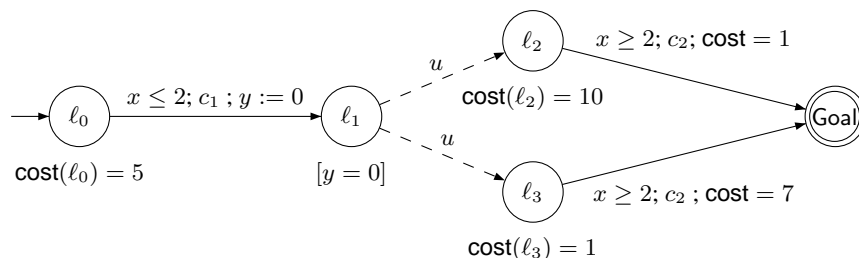 ℓ₂
x ≥ 2; c₂; cost = 1
u
cost(ℓ₂) = 10
x ≤ 2; c₁ ; y := 0
ℓ₀
ℓ₁
Goal
cost(ℓ₀) = 5
[y = 0]
u
ℓ₃
x ≥ 2; c₂ ; cost = 7
cost(ℓ₃) = 1